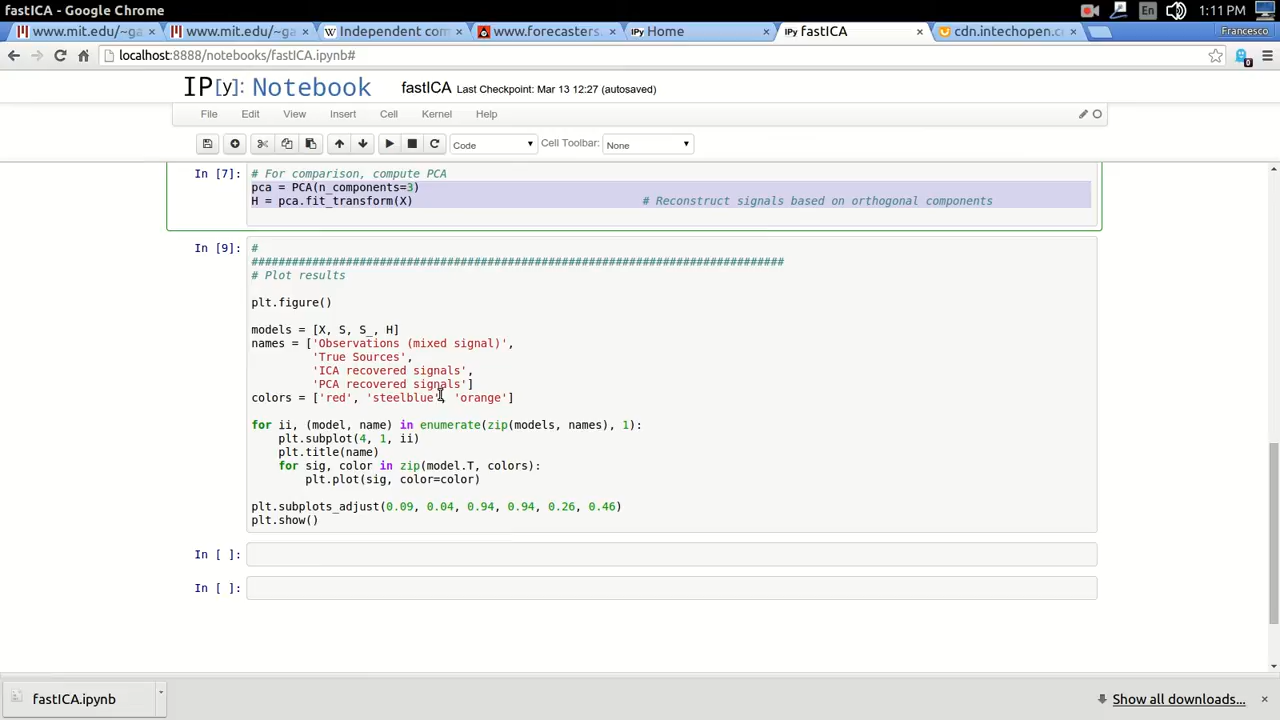 fastICA - Google Chrome
En
1:11 PM
www.mit.edu/~ga
www.mit.edu/~ga
Independent com
www.forecasters.
IPy Home
IPy fastICA
cdn.intechopen.co
Francesco
localhost:8888/notebooks/fastICA.ipynb#
0
IP[y]: Notebook
fastICA Last Checkpoint: Mar 13 12:27 (autosaved)
File Edit View Insert Cell Kernel Help
Code
Cell Toolbar: None
In [7]:
# For comparison, compute PCA
pca = PCA(n_components=3)
H = pca.fit_transform(X) # Reconstruct signals based on orthogonal components
In [9]:
#
###############################################################################
# Plot results
plt.figure()
models = [X, S, S_, H]
names = ['Observations (mixed signal)',
'True Sources',
'ICA recovered signals',
'PCA recovered signals']
colors = ['red', 'steelblue', 'orange']
for ii, (model, name) in enumerate(zip(models, names), 1):
plt.subplot(4, 1, ii)
plt.title(name)
for sig, color in zip(model.T, colors):
plt.plot(sig, color=color)
plt.subplots_adjust(0.09, 0.04, 0.94, 0.94, 0.26, 0.46)
plt.show()
In [ ]:
In [ ]:
fastICA.ipynb
Show all downloads...